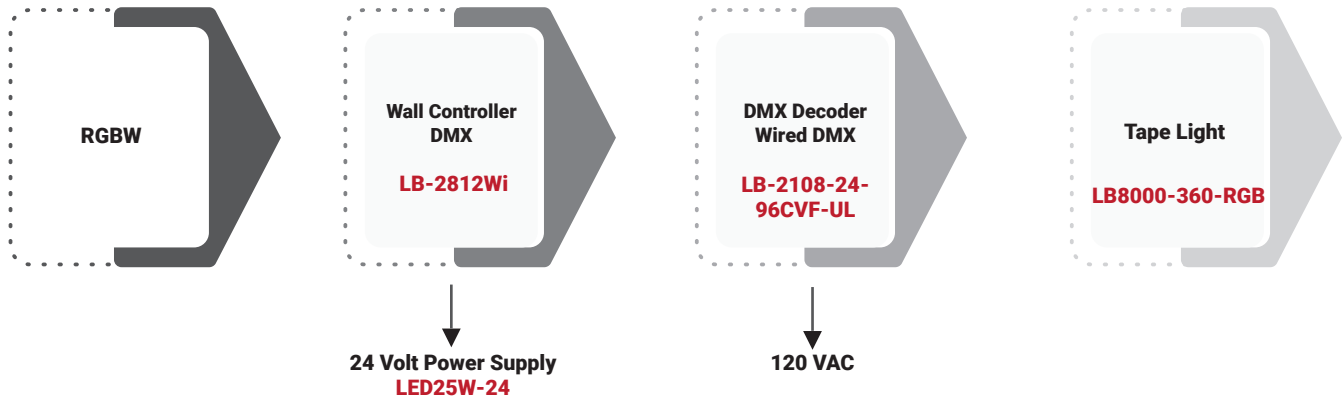 RGBW
Wall Controller
DMX
LB-2812Wi
DMX Decoder
Wired DMX
LB-2108-24-
96CVF-UL
Tape Light
LB8000-360-RGB
24 Volt Power Supply
LED25W-24
120 VAC